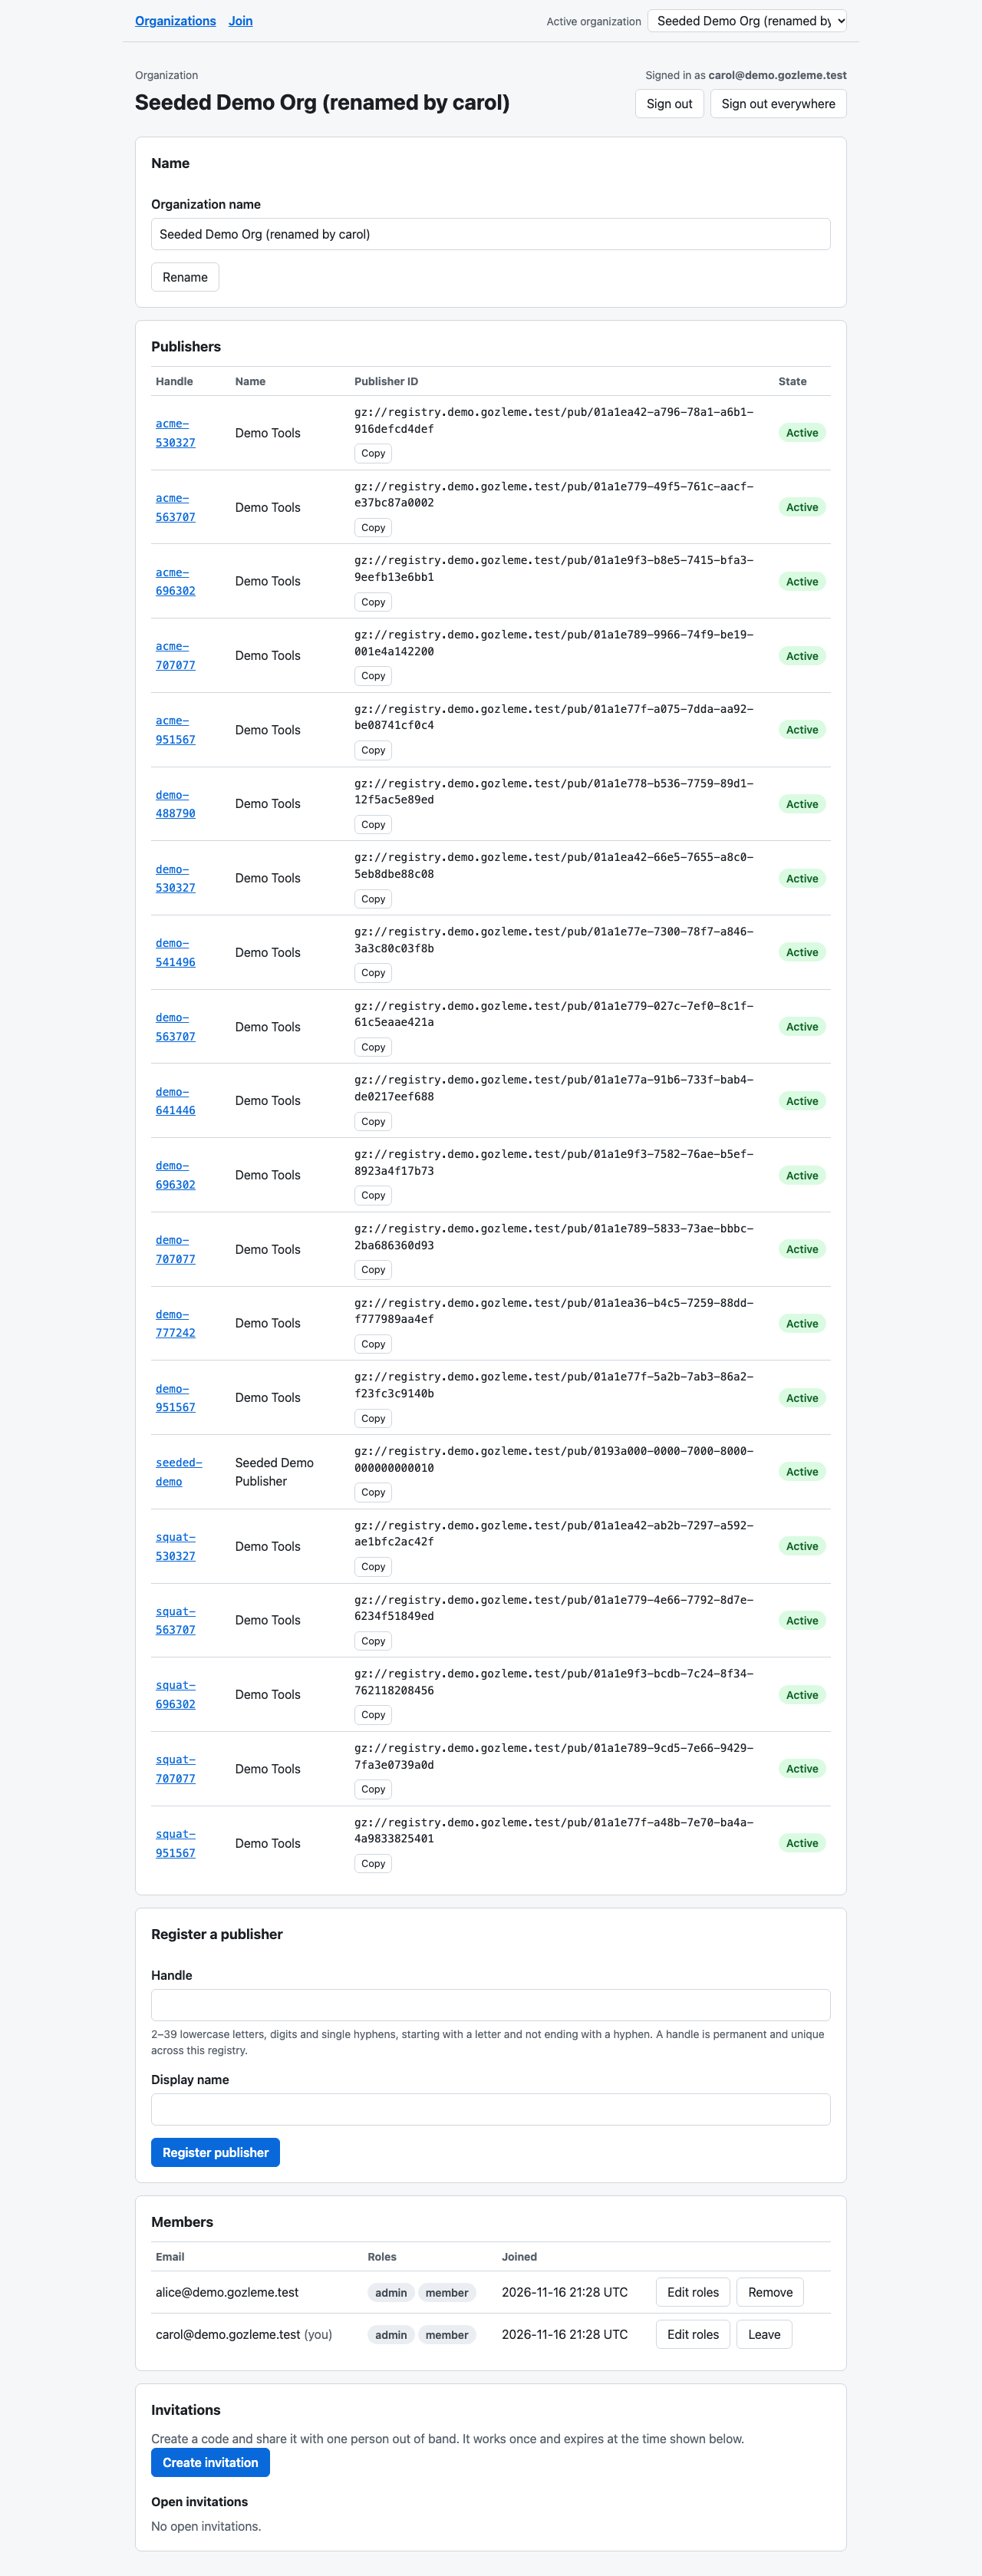 Organizations Join Active organization Seeded Demo Org (renamed by
Organization Signed in as carol@demo.gozleme.test
Seeded Demo Org (renamed by carol) Sign out Sign out everywhere
Name
Organization name
Seeded Demo Org (renamed by carol)
Rename
Publishers
Handle Name Publisher ID State
acme-
530327
Demo Tools
gz://registry.demo.gozleme.test/pub/01a1ea42-a796-78a1-a6b1-
916defcd4def
Copy
Active
acme-
563707
Demo Tools
gz://registry.demo.gozleme.test/pub/01a1e779-49f5-761c-aacf-
e37bc87a0002
Copy
Active
acme-
696302
Demo Tools
gz://registry.demo.gozleme.test/pub/01a1e9f3-b8e5-7415-bfa3-
9eefb13e6bb1
Copy
Active
acme-
707077
Demo Tools
gz://registry.demo.gozleme.test/pub/01a1e789-9966-74f9-be19-
001e4a142200
Copy
Active
acme-
951567
Demo Tools
gz://registry.demo.gozleme.test/pub/01a1e77f-a075-7dda-aa92-
be08741cf0c4
Copy
Active
demo-
488790
Demo Tools
gz://registry.demo.gozleme.test/pub/01a1e778-b536-7759-89d1-
12f5ac5e89ed
Copy
Active
demo-
530327
Demo Tools
gz://registry.demo.gozleme.test/pub/01a1ea42-66e5-7655-a8c0-
5eb8dbe88c08
Copy
Active
demo-
541496
Demo Tools
gz://registry.demo.gozleme.test/pub/01a1e77e-7300-78f7-a846-
3a3c80c03f8b
Copy
Active
demo-
563707
Demo Tools
gz://registry.demo.gozleme.test/pub/01a1e779-027c-7ef0-8c1f-
61c5eaae421a
Copy
Active
demo-
641446
Demo Tools
gz://registry.demo.gozleme.test/pub/01a1e77a-91b6-733f-bab4-
de0217eef688
Copy
Active
demo-
696302
Demo Tools
gz://registry.demo.gozleme.test/pub/01a1e9f3-7582-76ae-b5ef-
8923a4f17b73
Copy
Active
demo-
707077
Demo Tools
gz://registry.demo.gozleme.test/pub/01a1e789-5833-73ae-bbbc-
2ba686360d93
Copy
Active
demo-
777242
Demo Tools
gz://registry.demo.gozleme.test/pub/01a1ea36-b4c5-7259-88dd-
f777989aa4ef
Copy
Active
demo-
951567
Demo Tools
gz://registry.demo.gozleme.test/pub/01a1e77f-5a2b-7ab3-86a2-
f23fc3c9140b
Copy
Active
seeded-
demo
Seeded Demo
Publisher
gz://registry.demo.gozleme.test/pub/0193a000-0000-7000-8000-
000000000010
Copy
Active
squat-
530327
Demo Tools
gz://registry.demo.gozleme.test/pub/01a1ea42-ab2b-7297-a592-
ae1bfc2ac42f
Copy
Active
squat-
563707
Demo Tools
gz://registry.demo.gozleme.test/pub/01a1e779-4e66-7792-8d7e-
6234f51849ed
Copy
Active
squat-
696302
Demo Tools
gz://registry.demo.gozleme.test/pub/01a1e9f3-bcdb-7c24-8f34-
762118208456
Copy
Active
squat-
707077
Demo Tools
gz://registry.demo.gozleme.test/pub/01a1e789-9cd5-7e66-9429-
7fa3e0739a0d
Copy
Active
squat-
951567
Demo Tools
gz://registry.demo.gozleme.test/pub/01a1e77f-a48b-7e70-ba4a-
4a9833825401
Copy
Active
Register a publisher
Handle
2–39 lowercase letters, digits and single hyphens, starting with a letter and not ending with a hyphen. A handle is permanent and unique
across this registry.
Display name
Register publisher
Members
Email Roles Joined
alice@demo.gozleme.test admin member 2026-11-16 21:28 UTC Edit roles Remove
carol@demo.gozleme.test (you) admin member 2026-11-16 21:28 UTC Edit roles Leave
Invitations
Create a code and share it with one person out of band. It works once and expires at the time shown below.
Create invitation
Open invitations
No open invitations.